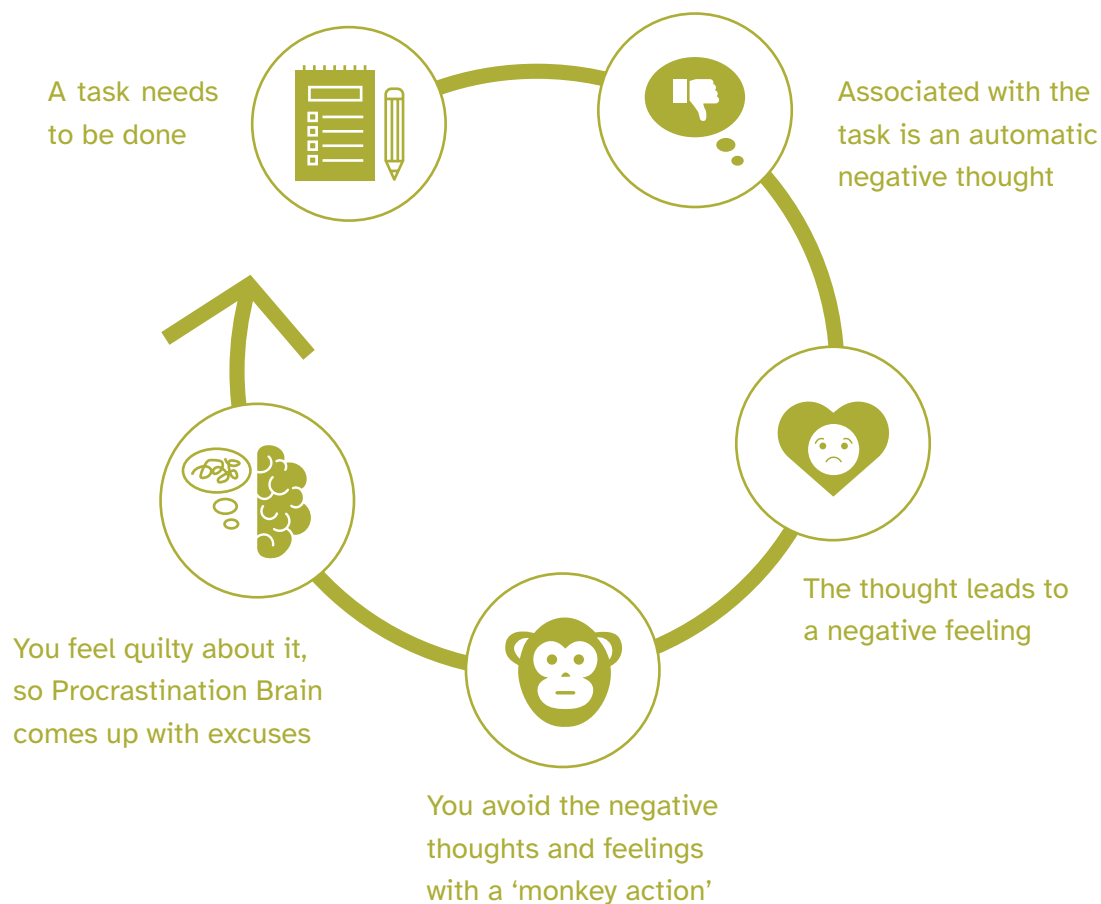 A task needs
to be done
Associated with the
task is an automatic
negative thought
The thought leads to
a negative feeling
You avoid the negative
thoughts and feelings
with a ‘monkey action’
You feel quilty about it,
so Procrastination Brain
comes up with excuses